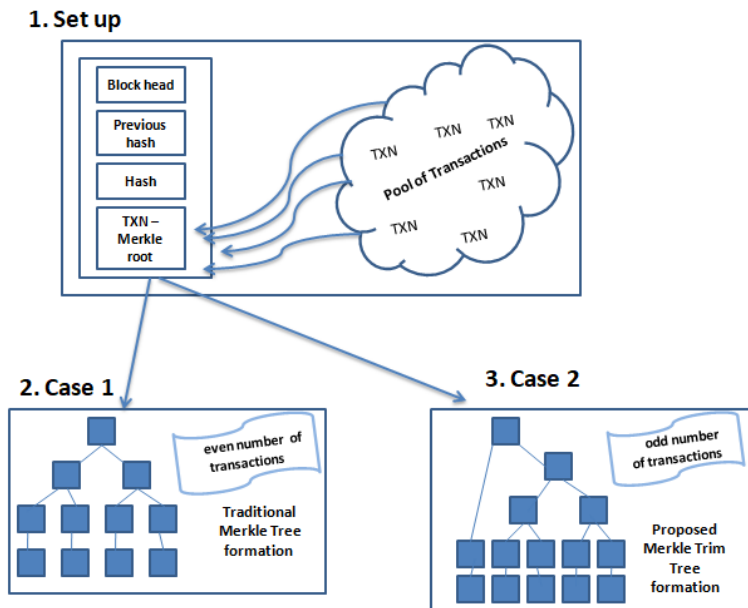 1. Set up
Block head
Previous
hash
Hash
TXN –
Merkle
root
TXN
TXN
TXN
Pool of Transactions
TXN
TXN
TXN
2. Case 1
even number of
transactions
Traditional
Merkle Tree
formation
3. Case 2
odd number
of transactions
Proposed
Merkle Trim
Tree
formation